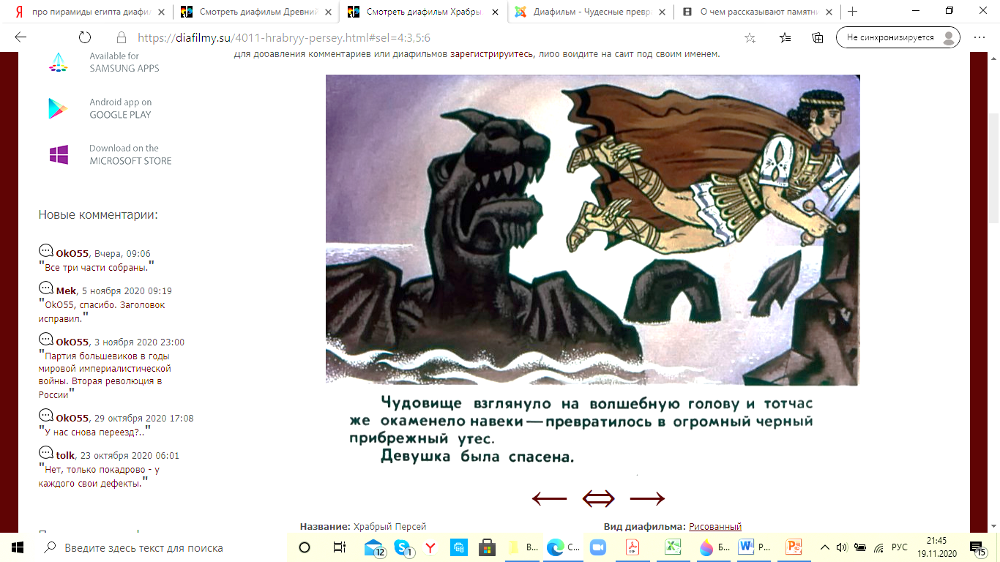 про пирамиды египта диафил
Смотреть диафильм Древний
Смотреть диафильм Храбры
Диафильм - Чудесные превр
О чем рассказывают памятн
https://diafilmy.su/4011-hrabryy-persey.html#sel=4:3,5:6
Не синхронизируется
Для добавления комментариев или диафильмов зарегистрируйтесь, либо войдите на сайт под своим именем.
Available for
SAMSUNG APPS
Android app on
GOOGLE PLAY
Download on the
MICROSOFT STORE
Новые комментарии:
OkO55, Вчера, 09:06
"Все три части собраны."
Mek, 5 ноября 2020 09:19
"OkO55, спасибо. Заголовок
исправил."
OkO55, 3 ноября 2020 23:00
"Партия большевиков в годы
мировой империалистической
войны. Вторая революция в
России"
OkO55, 29 октября 2020 17:08
"У нас снова переезд?.."
tolk, 23 октября 2020 06:01
"Нет, только покадрово - у
каждого свои дефекты."
Чудовище взглянуло на волшебную голову и тотчас
же окаменело навеки — превратилось в огромный черный
прибрежный утес.
Девушка была спасена.
Название: Храбрый Персей
Вид диафильма: Рисованный
Введите здесь текст для поиска
12
1
В...
С...
Б...
Р...
Р...
РУС
21:45
19.11.2020
15